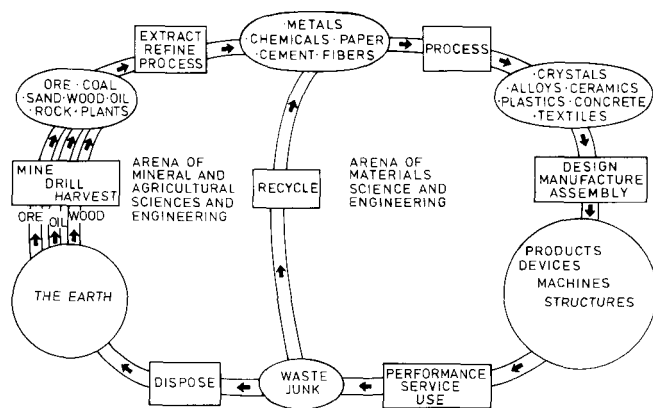 EXTRACT
REFINE
PROCESS
·METALS
CHEMICALS·PAPER
·CEMENT·FIBERS
PROCESS
·CRYSTALS
ALLOYS·CERAMICS
·PLASTICS·CONCRETE
·TEXTILES
ORE·COAL
·SAND·WOOD·OIL
·ROCK·PLANTS
MINE
DRILL
HARVEST
ARENA OF
MINERAL AND
AGRICULTURAL
SCIENCES AND
ENGINEERING
RECYCLE
ARENA OF
MATERIALS
SCIENCE AND
ENGINEERING
DESIGN
MANUFACTURE
ASSEMBLY
ORE OIL WOOD
THE EARTH
PRODUCTS
DEVICES
MACHINES
STRUCTURES
DISPOSE
WASTE
JUNK
PERFORMANCE
SERVICE
USE